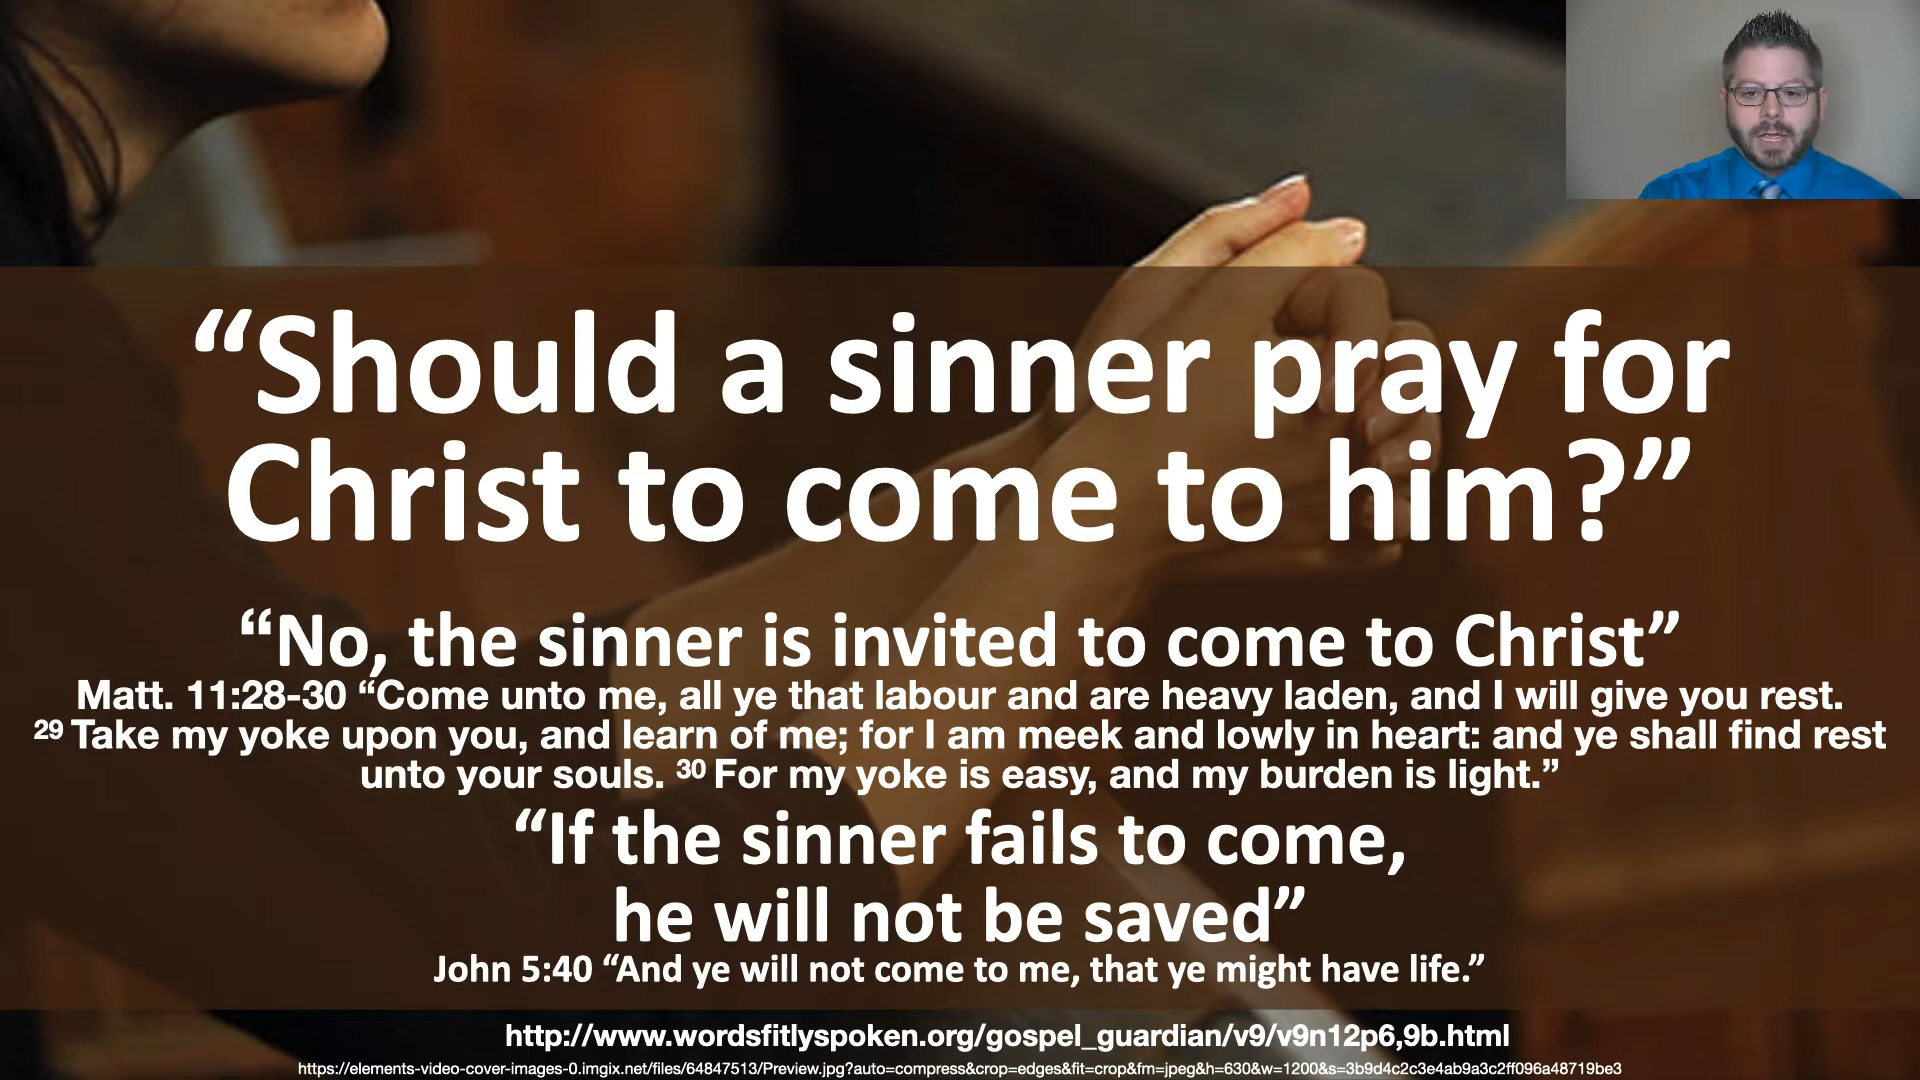 “Should a sinner pray for
Christ to come to him?”
“No, the sinner is invited to come to Christ”
Matt. 11:28-30 “Come unto me, all ye that labour and are heavy laden, and I will give you rest.
29 Take my yoke upon you, and learn of me; for I am meek and lowly in heart: and ye shall find rest
unto your souls. 30 For my yoke is easy, and my burden is light.”
“If the sinner fails to come,
he will not be saved”
John 5:40 “And ye will not come to me, that ye might have life.”
http://www.wordsfitlyspoken.org/gospel_guardian/v9/v9n12p6,9b.html
https://elements-video-cover-images-0.imgix.net/files/64847513/Preview.jpg?auto=compress&crop=edges&fit=crop&fm=jpeg&h=630&w=1200&s=3b9d4c2c3e4ab9a3c2ff096a48719be3